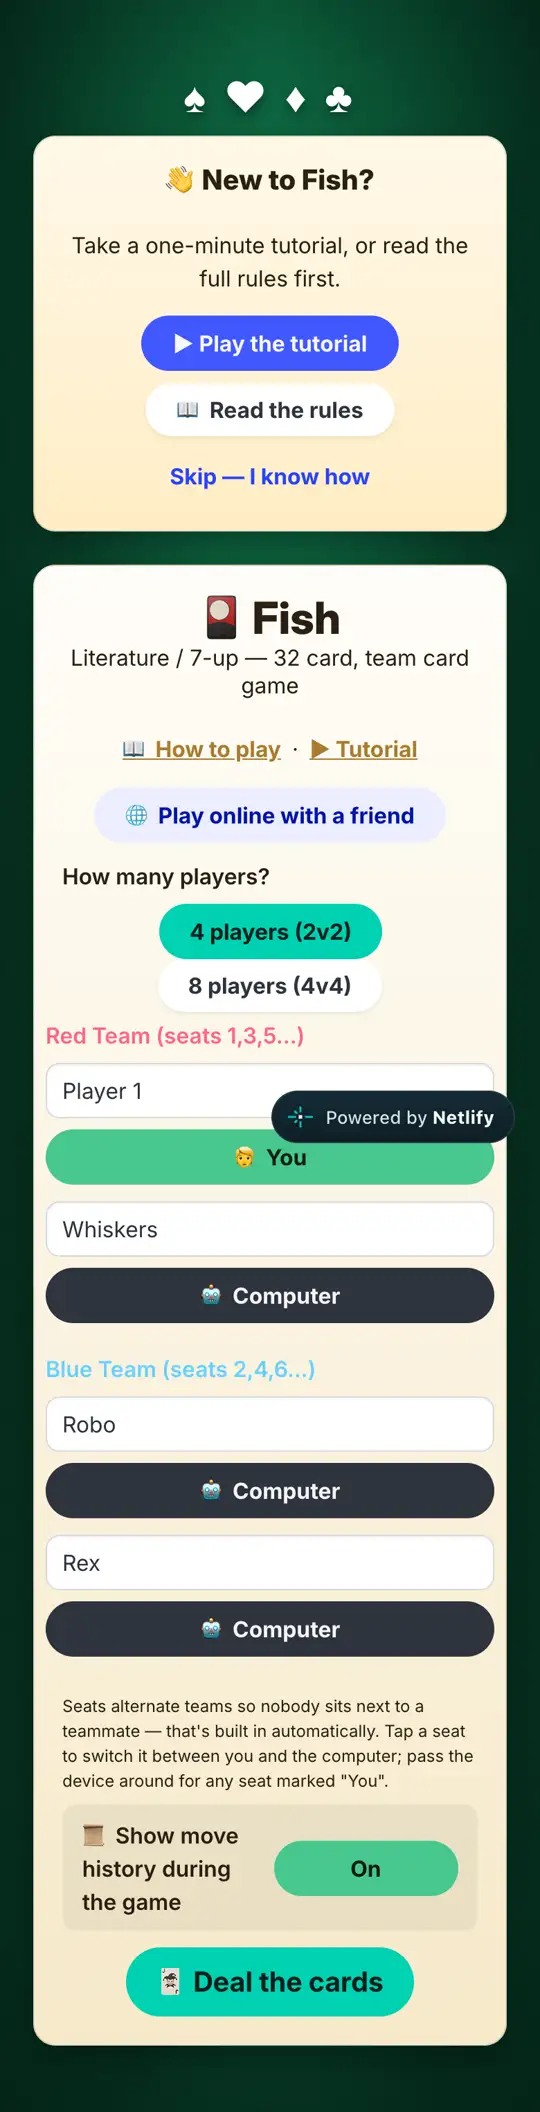 New to Fish?
Take a one-minute tutorial, or read the
full rules first.
▶ Play the tutorial
Read the rules
Skip — I know how
Fish
Literature / 7-up — 32 card, team card
game
How to play · ▶ Tutorial
Play online with a friend
How many players?
4 players (2v2)
8 players (4v4)
Red Team (seats 1,3,5...)
Player 1
Powered by Netlify
You
Whiskers
Computer
Blue Team (seats 2,4,6...)
Robo
Computer
Rex
Computer
Seats alternate teams so nobody sits next to a
teammate — that's built in automatically. Tap a seat
to switch it between you and the computer; pass the
device around for any seat marked "You".
Show move
history during
the game
On
Deal the cards